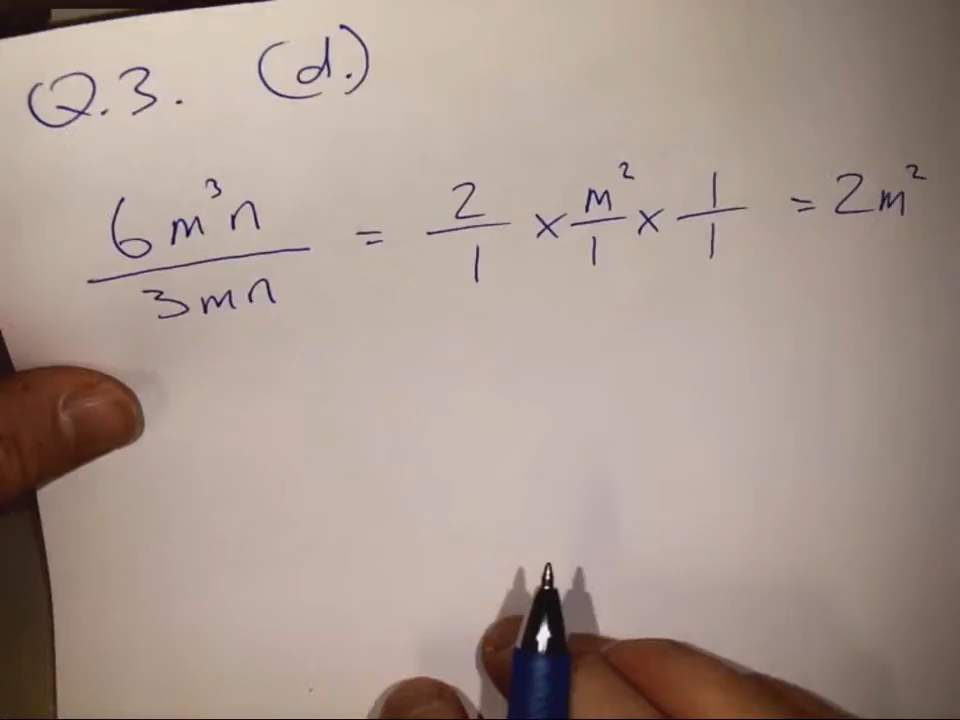 Q.3. (d.)
6m³n/3mn = 2/1 × m²/1 × 1/1 = 2m²